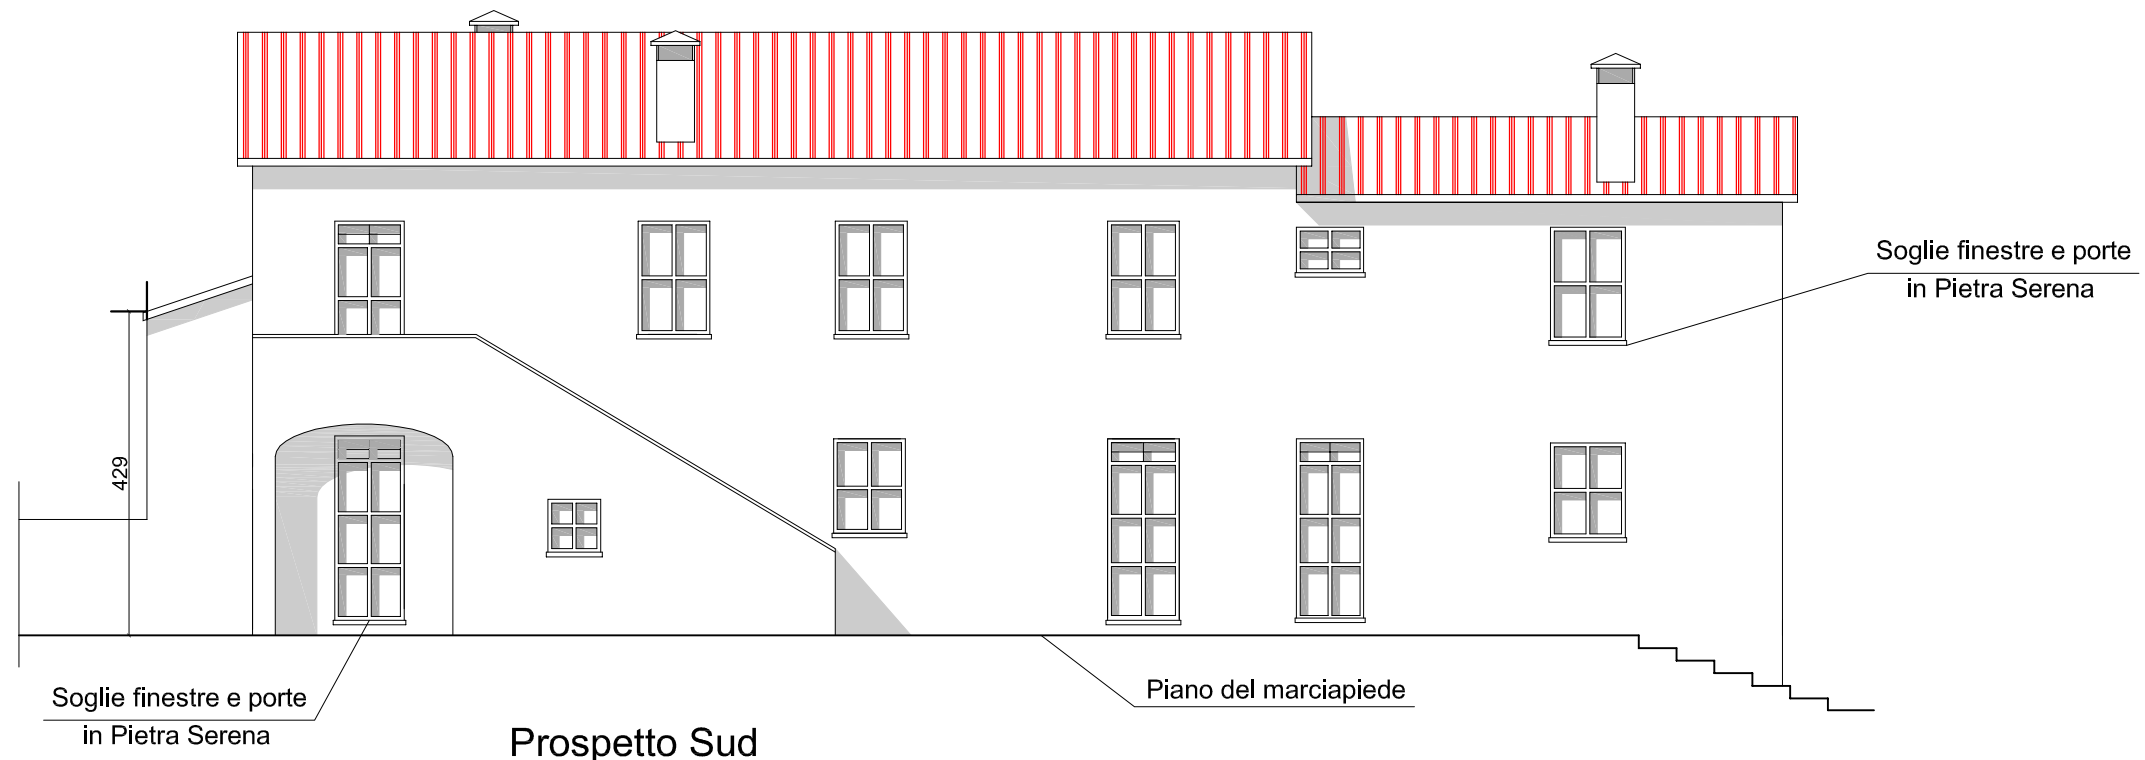 Soglie finestre e porte
in Pietra Serena
429
Soglie finestre e porte
in Pietra Serena
Piano del marciapiede
Prospetto Sud